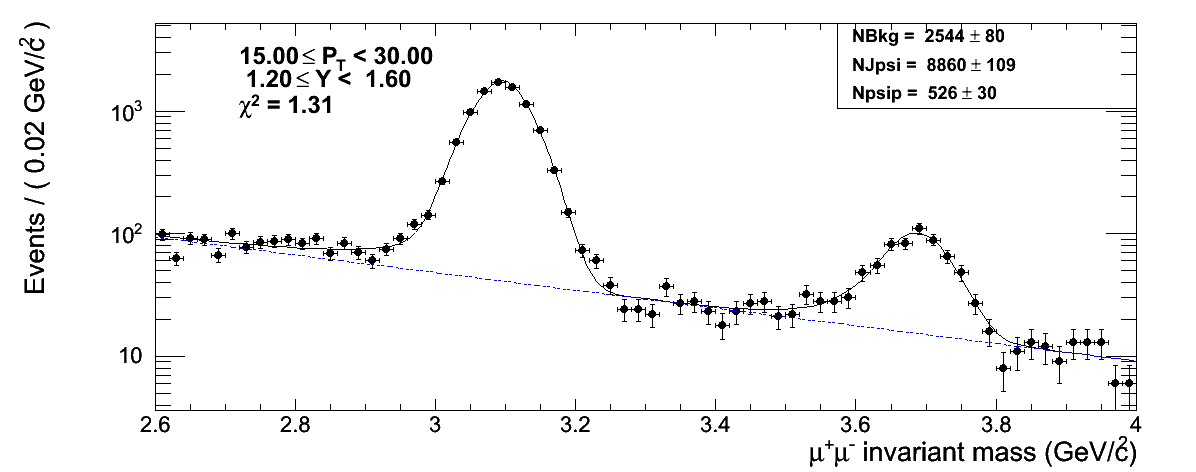 15.00 ≤ P_T < 30.00
1.20 ≤ Y < 1.60
χ² = 1.31
NBkg = 2544 ± 80
NJpsi = 8860 ± 109
Npsip = 526 ± 30
Events / ( 0.02 GeV/c² )
10³
10²
10
2.6 2.8 3 3.2 3.4 3.6 3.8 4
μ⁺μ⁻ invariant mass (GeV/c²)